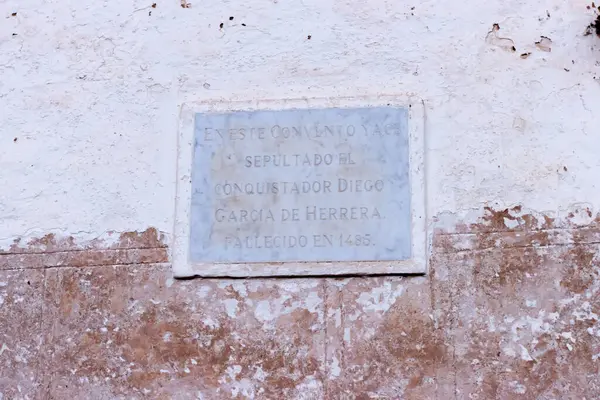 EN ESTE CONVENTO YACE
SEPULTADO EL
CONQUISTADOR DIEGO
GARCIA DE HERRERA.
FALLECIDO EN 1485.